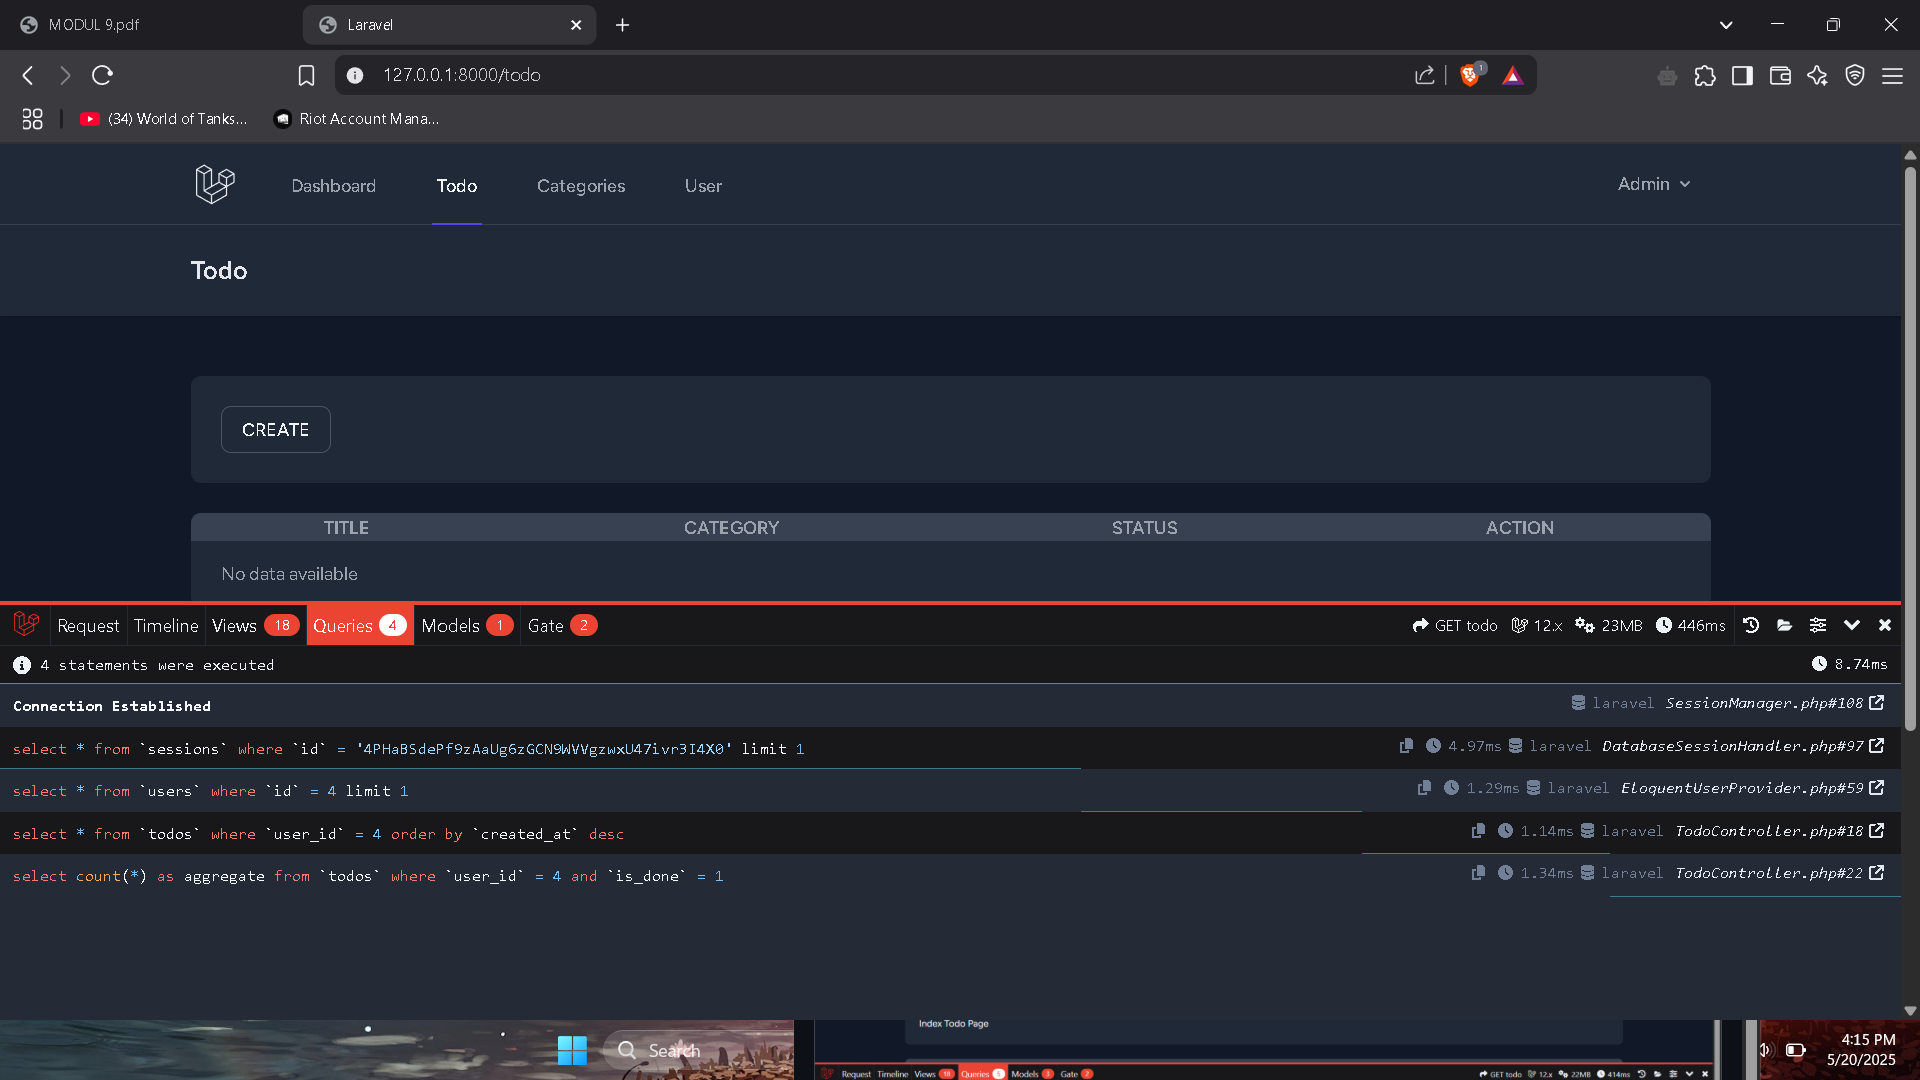 MODUL 9.pdf
Laravel
127.0.0.1:8000/todo
1
(34) World of Tanks...
Riot Account Mana...
Dashboard
Todo
Categories
User
Admin
Todo
CREATE
TITLE CATEGORY STATUS ACTION
No data available
Request Timeline Views 18 Queries 4 Models 1 Gate 2 GET todo 12.x 23MB 446ms
4 statements were executed 8.74ms
Connection Established laravel SessionManager.php#108
select * from `sessions` where `id` = '4PHaBSdePf9zAaUg6zGCN9WVVgzwxU47ivr3I4X0' limit 1 4.97ms laravel DatabaseSessionHandler.php#97
select * from `users` where `id` = 4 limit 1 1.29ms laravel EloquentUserProvider.php#59
select * from `todos` where `user_id` = 4 order by `created_at` desc 1.14ms laravel TodoController.php#18
select count(*) as aggregate from `todos` where `user_id` = 4 and `is_done` = 1 1.34ms laravel TodoController.php#22
Search
Index Todo Page
Request Timeline Views 18 Queries 5 Models 3 Gate 2 GET todo 12.x 22MB 414ms
4:15 PM
5/20/2025